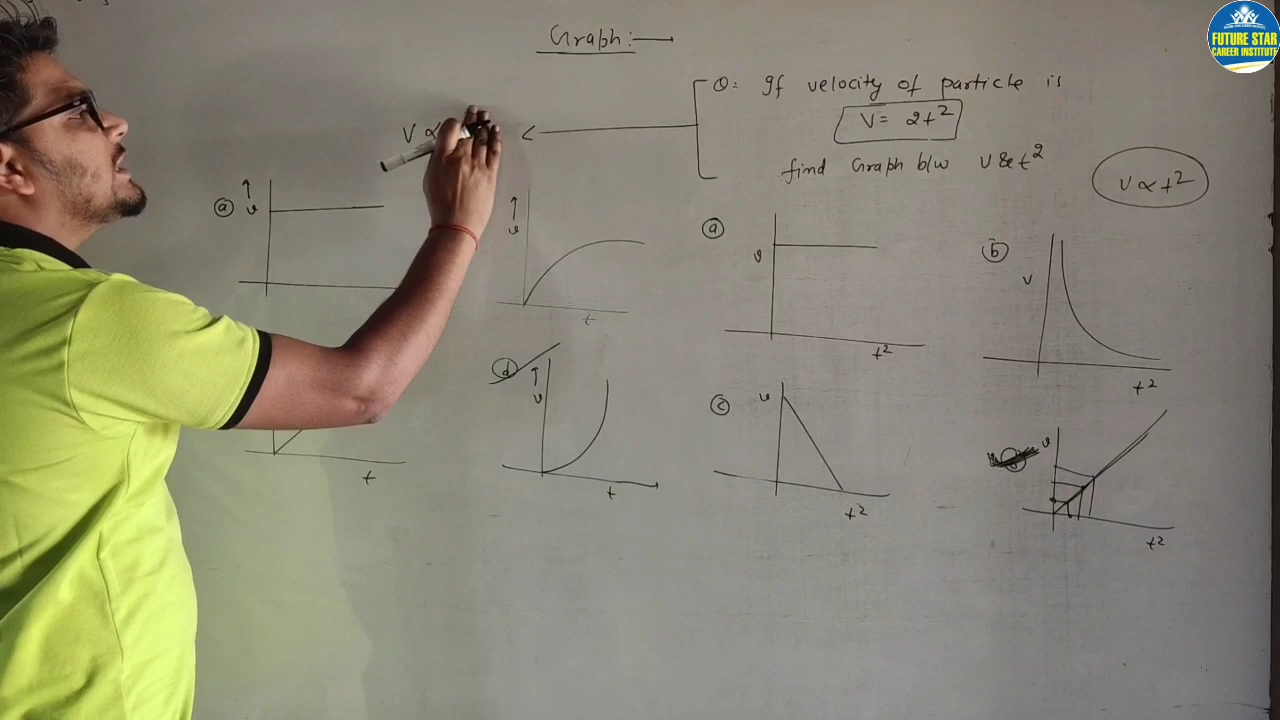 Graph:→
FUTURE STAR
CAREER INSTITUTE
Q: If velocity of particle is
V = 2t²
find Graph b/w V & t²
V ∝ t²
V ∝
(a) v
v
t
t
(d) v
t
(a) v
t²
(b) V
t²
(c) v
t²
v
t²